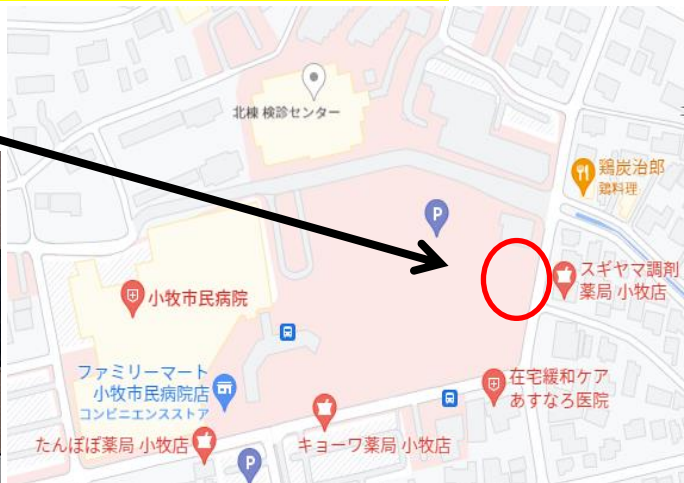 北棟 検診センター
P
鶏炭治郎
鶏料理
スギヤマ調剤
薬局 小牧店
小牧市民病院
ファミリーマート
小牧市民病院店
コンビニエンスストア
在宅緩和ケア
あすなろ医院
たんぽぽ薬局 小牧店
キョーワ薬局 小牧店
P